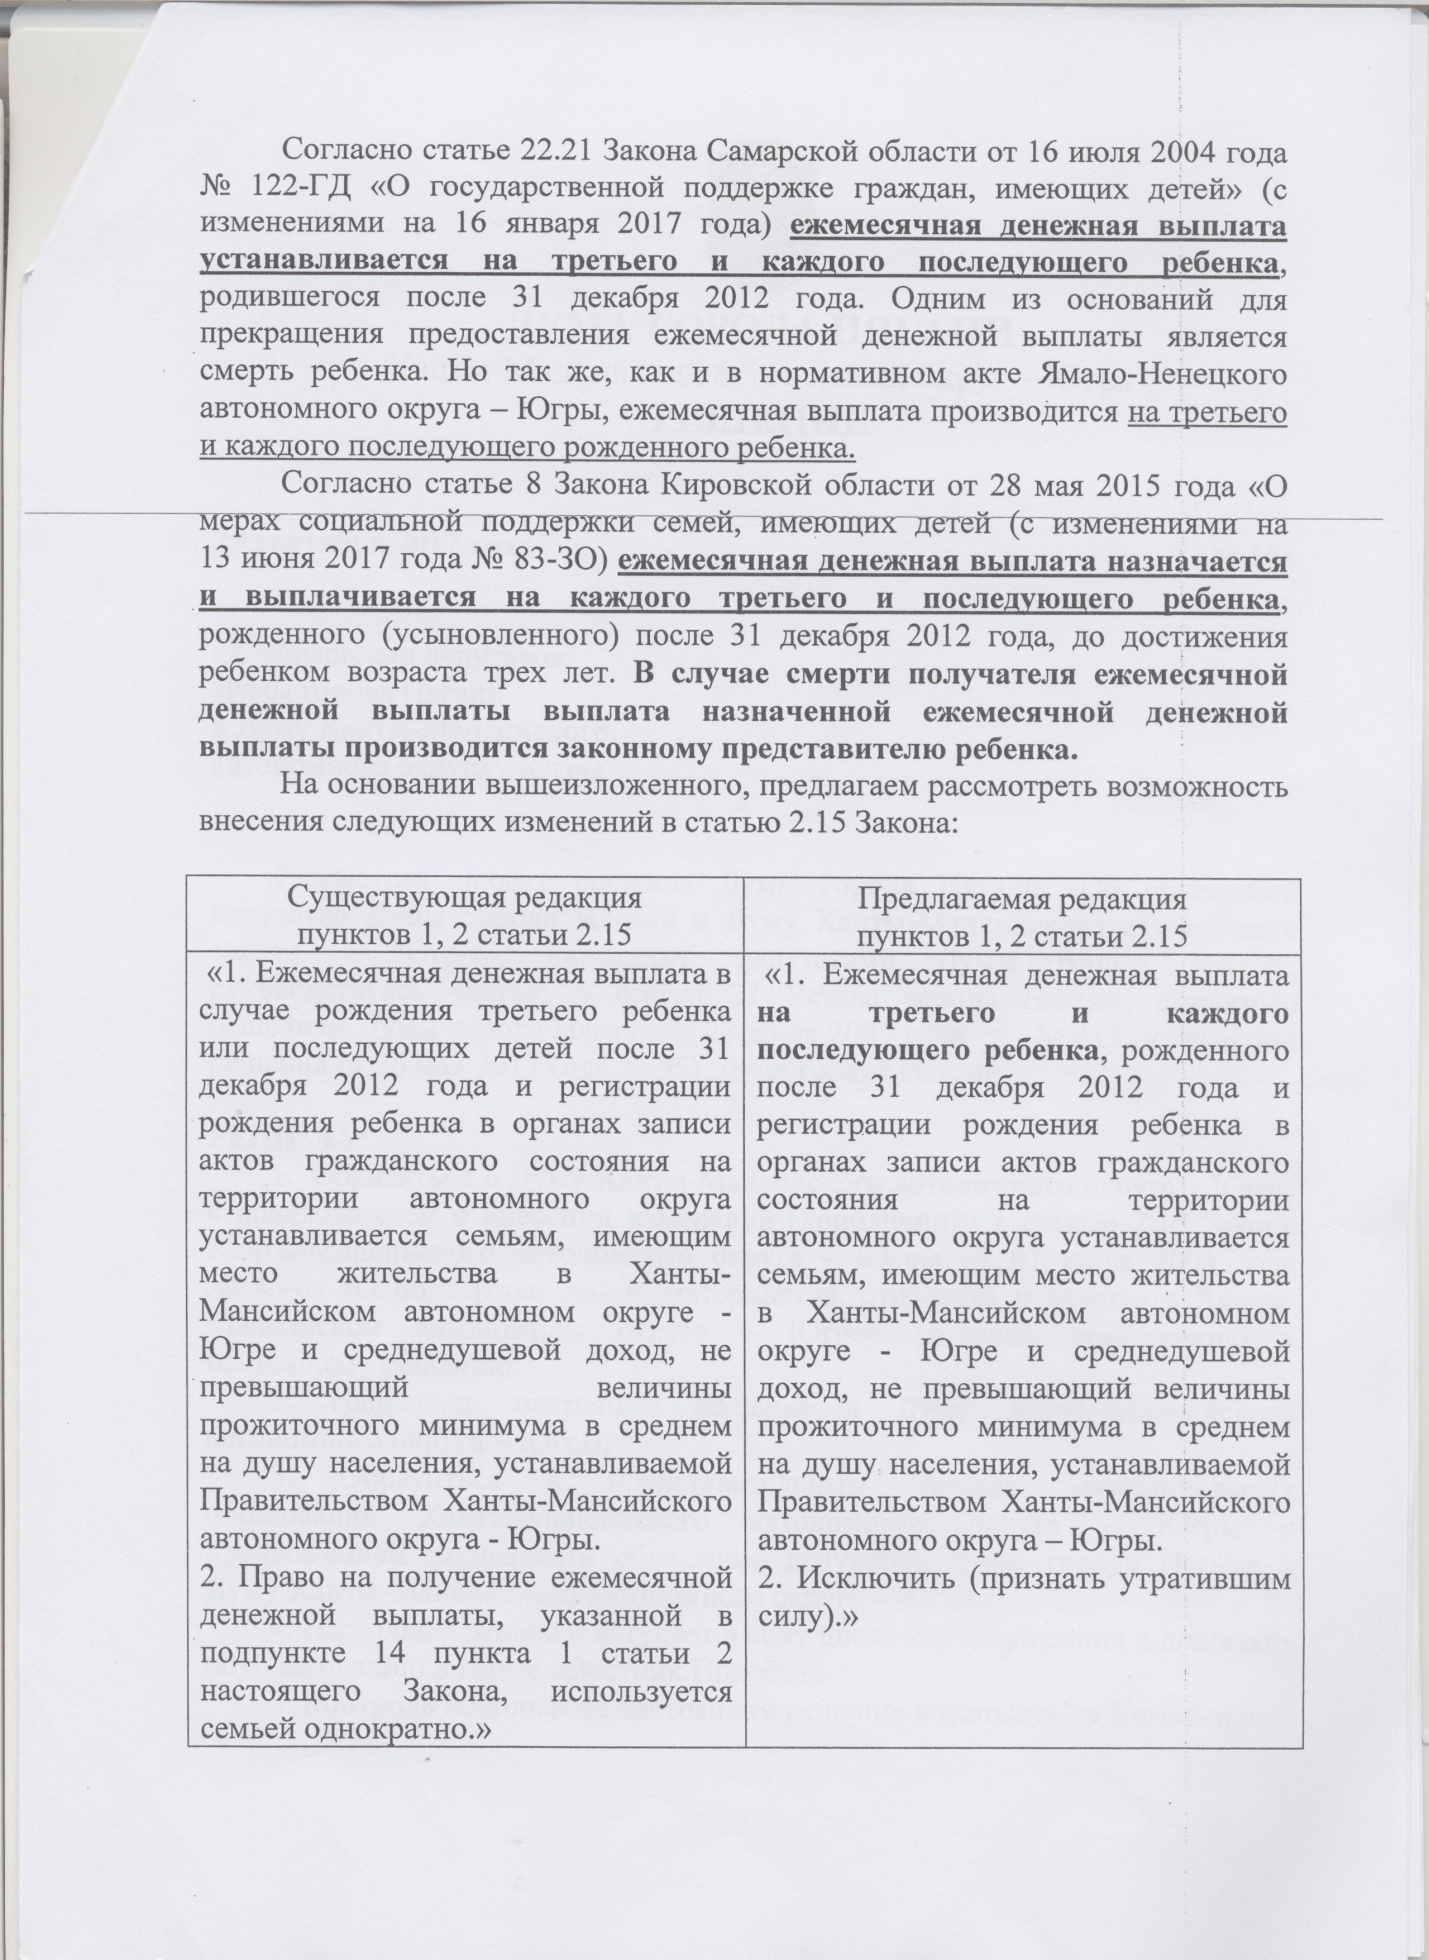 Согласно статье 22.21 Закона Самарской области от 16 июля 2004 года
№ 122-ГД «О государственной поддержке граждан, имеющих детей» (с
изменениями на 16 января 2017 года) ежемесячная денежная выплата
устанавливается на третьего и каждого последующего ребенка,
родившегося после 31 декабря 2012 года. Одним из оснований для
прекращения предоставления ежемесячной денежной выплаты является
смерть ребенка. Но так же, как и в нормативном акте Ямало-Ненецкого
автономного округа – Югры, ежемесячная выплата производится на третьего
и каждого последующего рожденного ребенка.
Согласно статье 8 Закона Кировской области от 28 мая 2015 года «О
мерах социальной поддержки семей, имеющих детей (с изменениями на
13 июня 2017 года № 83-ЗО) ежемесячная денежная выплата назначается
и выплачивается на каждого третьего и последующего ребенка,
рожденного (усыновленного) после 31 декабря 2012 года, до достижения
ребенком возраста трех лет. В случае смерти получателя ежемесячной
денежной выплаты выплата назначенной ежемесячной денежной
выплаты производится законному представителю ребенка.
На основании вышеизложенного, предлагаем рассмотреть возможность
внесения следующих изменений в статью 2.15 Закона:
Существующая редакция
пунктов 1, 2 статьи 2.15
«1. Ежемесячная денежная выплата в
случае рождения третьего ребенка
или последующих детей после 31
декабря 2012 года и регистрации
рождения ребенка в органах записи
актов гражданского состояния на
территории автономного округа
устанавливается семьям, имеющим
место жительства в Ханты-
Мансийском автономном округе -
Югре и среднедушевой доход, не
превышающий величины
прожиточного минимума в среднем
на душу населения, устанавливаемой
Правительством Ханты-Мансийского
автономного округа - Югры.
2. Право на получение ежемесячной
денежной выплаты, указанной в
подпункте 14 пункта 1 статьи 2
настоящего Закона, используется
семьей однократно.»
Предлагаемая редакция
пунктов 1, 2 статьи 2.15
«1. Ежемесячная денежная выплата
на третьего и каждого
последующего ребенка, рожденного
после 31 декабря 2012 года и
регистрации рождения ребенка в
органах записи актов гражданского
состояния на территории
автономного округа устанавливается
семьям, имеющим место жительства
в Ханты-Мансийском автономном
округе - Югре и среднедушевой
доход, не превышающий величины
прожиточного минимума в среднем
на душу населения, устанавливаемой
Правительством Ханты-Мансийского
автономного округа – Югры.
2. Исключить (признать утратившим
силу).»